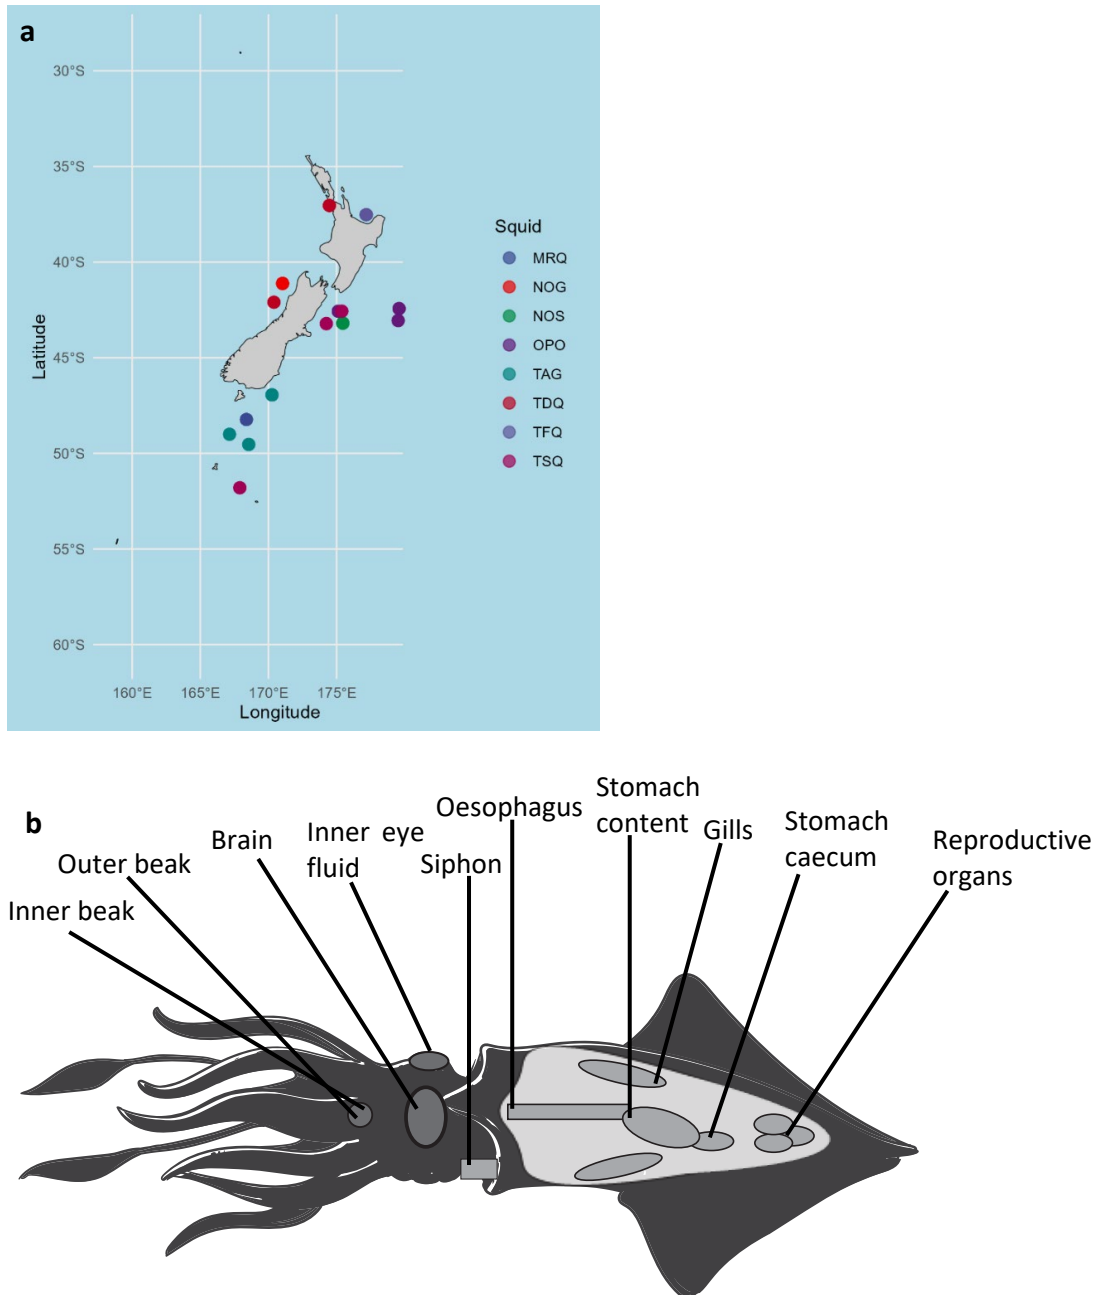 a
30°S
35°S
40°S
45°S
50°S
55°S
60°S
Latitude
160°E 165°E 170°E 175°E
Longitude
Squid
MRQ
NOG
NOS
OPO
TAG
TDQ
TFQ
TSQ
b
Inner beak
Outer beak
Brain
Inner eye
fluid
Siphon
Oesophagus
Stomach
content
Gills
Stomach
caecum
Reproductive
organs